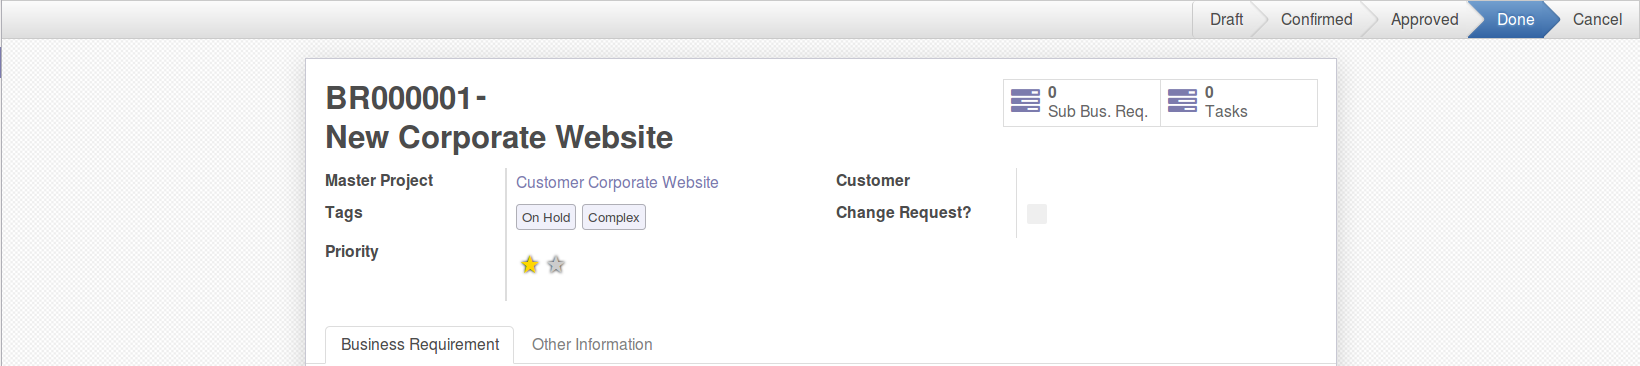 Draft Confirmed Approved Done Cancel
BR000001-
New Corporate Website
0
Sub Bus. Req.
0
Tasks
Master Project Customer Corporate Website
Customer
Tags On Hold Complex
Change Request?
Priority
Business Requirement Other Information